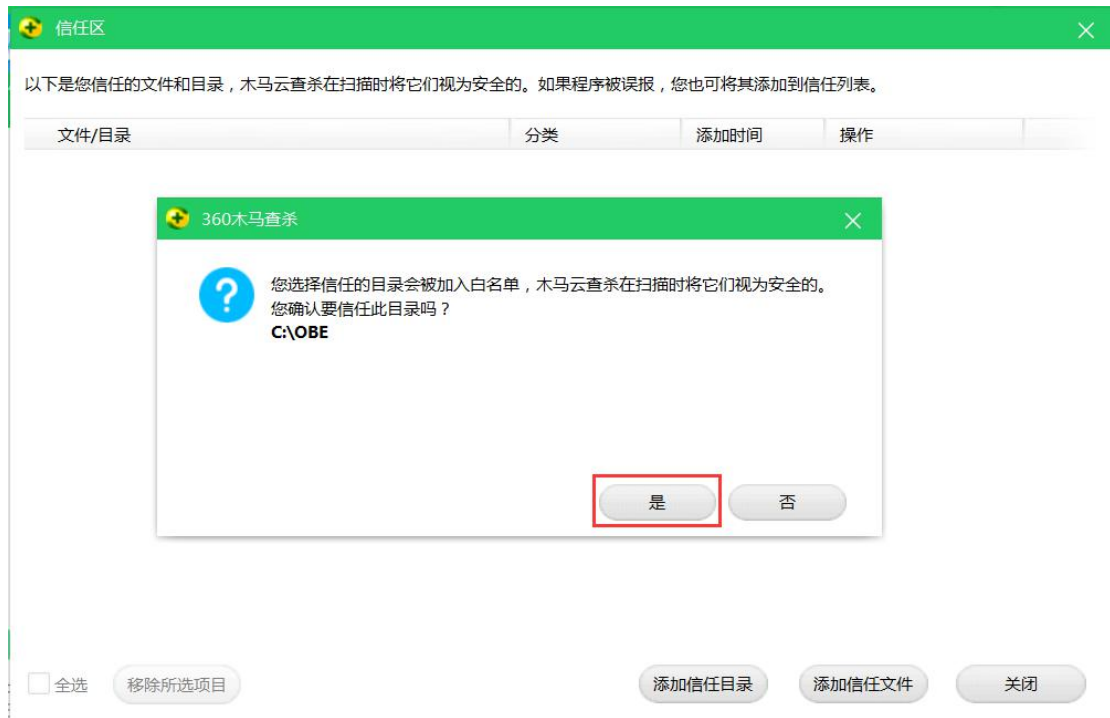 信任区
以下是您信任的文件和目录，木马云查杀在扫描时将它们视为安全的。如果程序被误报，您也可将其添加到信任列表。
文件/目录 分类 添加时间 操作
360木马查杀
您选择信任的目录会被加入白名单，木马云查杀在扫描时将它们视为安全的。
您确认要信任此目录吗？
C:\OBE
是 否
全选 移除所选项目 添加信任目录 添加信任文件 关闭